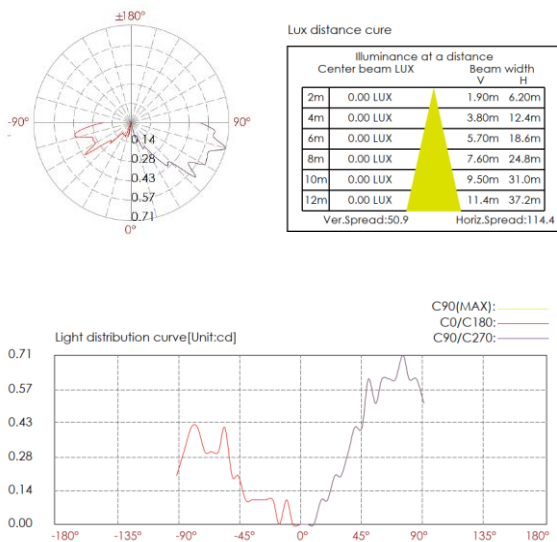 ±180°
-90°
90°
-
0.14
0.28
0.43
0.57
0.71
0°
Lux distance cure
Illuminance at a distance
Center beam LUX Beam width
V H
2m 0.00 LUX 1.90m 6.20m
4m 0.00 LUX 3.80m 12.4m
6m 0.00 LUX 5.70m 18.6m
8m 0.00 LUX 7.60m 24.8m
10m 0.00 LUX 9.50m 31.0m
12m 0.00 LUX 11.4m 37.2m
Ver.Spread:50.9 Horiz.Spread:114.4
C90(MAX):
C0/C180:
C90/C270:
Light distribution curve[Unit:cd]
0.71
0.57
0.43
0.28
0.14
0.00
-180° -135° -90° -45° 0° 45° 90° 135° 180°